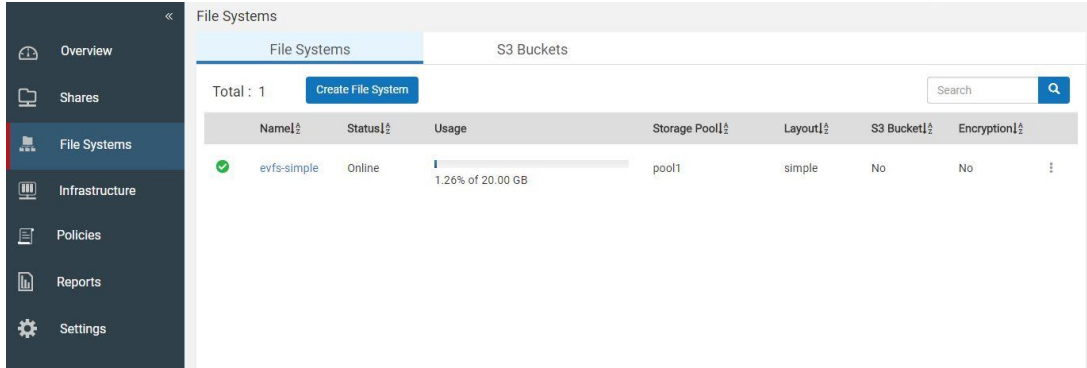 «
Overview
Shares
File Systems
Infrastructure
Policies
Reports
Settings
File Systems
File Systems S3 Buckets
Total : 1 Create File System Search
Name Status Usage Storage Pool Layout S3 Bucket Encryption
evfs-simple Online 1.26% of 20.00 GB pool1 simple No No